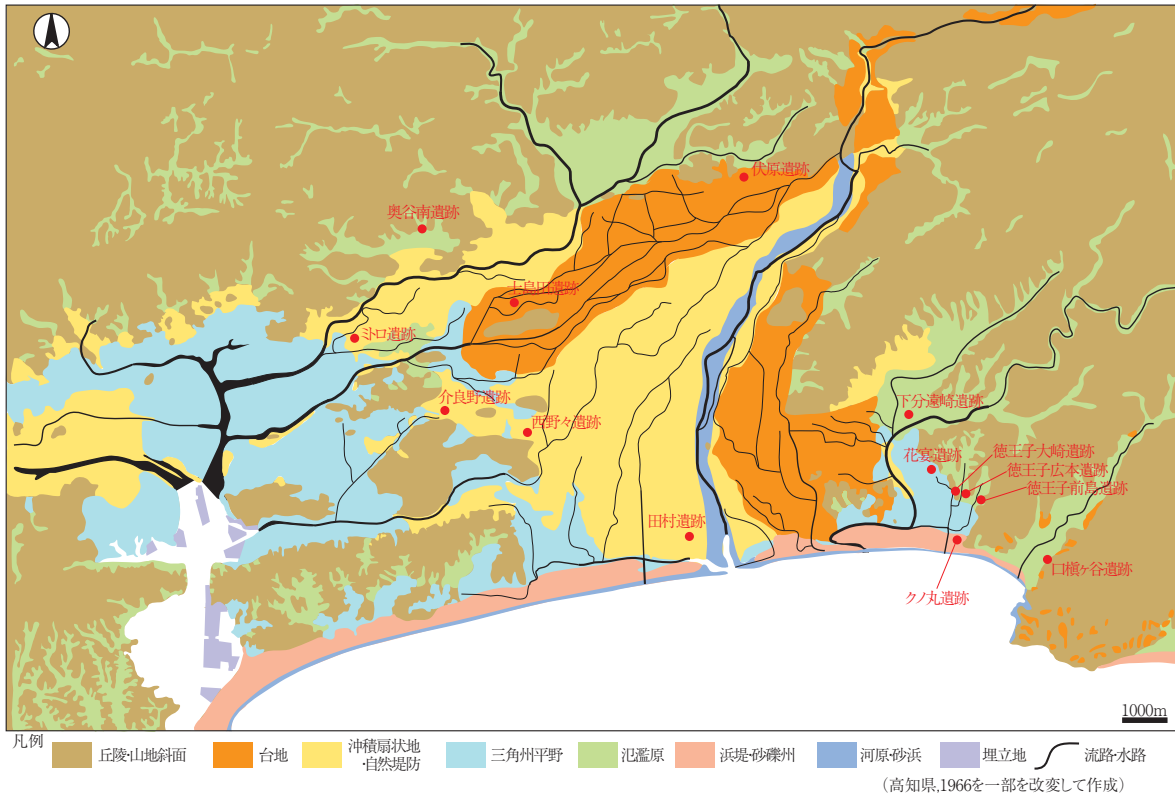 伏原遺跡
奥谷南遺跡
士島田遺跡
ミトロ遺跡
介良野遺跡
西野々遺跡
下分遠崎遺跡
花宴遺跡
徳王子大崎遺跡
徳王子広本遺跡
徳王子前島遺跡
田村遺跡
口槇ヶ谷遺跡
クノ丸遺跡
1000m
凡例
丘陵・山地斜面
台地
沖積扇状地
・自然堤防
三角州平野
氾濫原
浜堤・砂礫州
河原・砂浜
埋立地
流路・水路
（高知県,1966を一部を改変して作成）